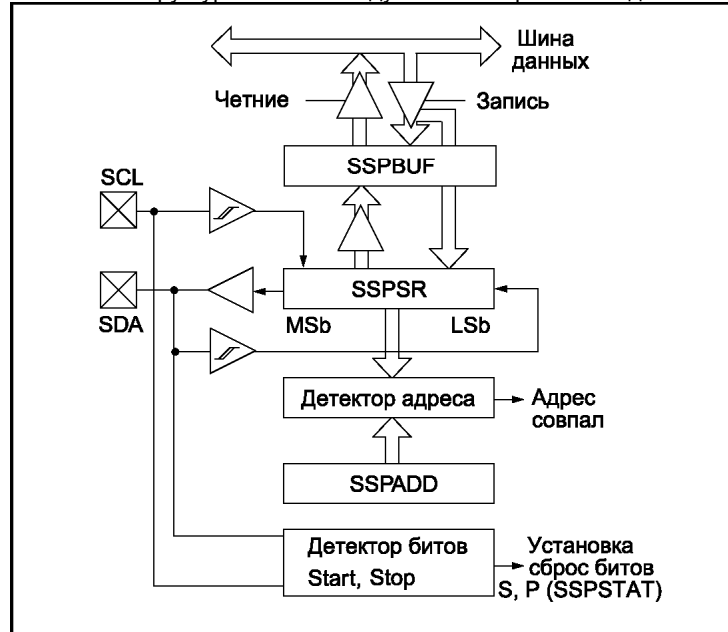 Шина
данных
Четние
Запись
SSPBUF
SCL
SSPSR
SDA
MSb
LSb
Детектор адреса
Адрес
совпал
SSPADD
Детектор битов
Start, Stop
Установка
сброс битов
S, P (SSPSTAT)